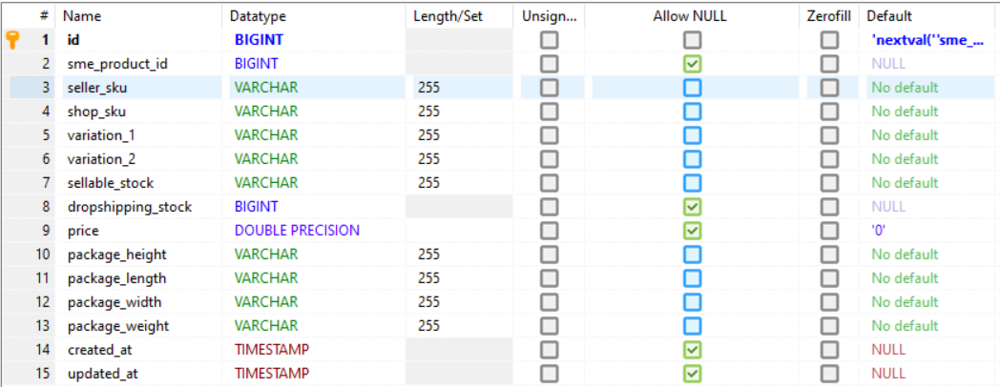 # Name Datatype Length/Set Unsign... Allow NULL Zerofill Default
1 id BIGINT 'nextval(''sme_...
2 sme_product_id BIGINT NULL
3 seller_sku VARCHAR 255 No default
4 shop_sku VARCHAR 255 No default
5 variation_1 VARCHAR 255 No default
6 variation_2 VARCHAR 255 No default
7 sellable_stock VARCHAR 255 No default
8 dropshipping_stock BIGINT NULL
9 price DOUBLE PRECISION '0'
10 package_height VARCHAR 255 No default
11 package_length VARCHAR 255 No default
12 package_width VARCHAR 255 No default
13 package_weight VARCHAR 255 No default
14 created_at TIMESTAMP NULL
15 updated_at TIMESTAMP NULL